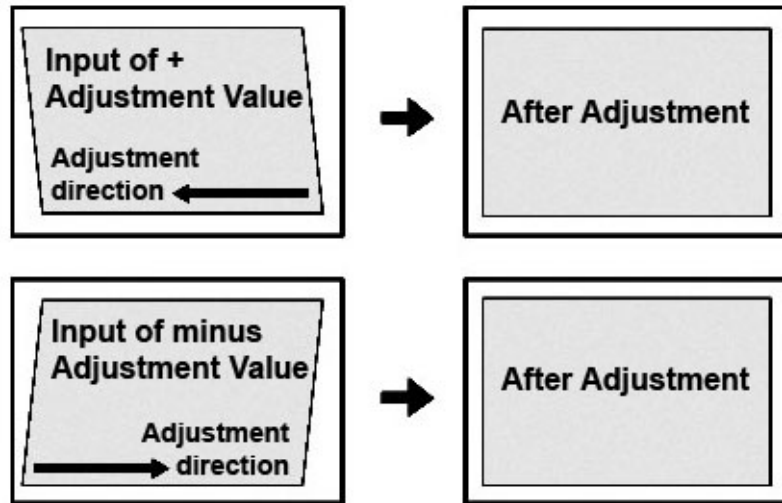 Input of +
Adjustment Value
Adjustment
direction
After Adjustment
Input of minus
Adjustment Value
Adjustment
direction
After Adjustment